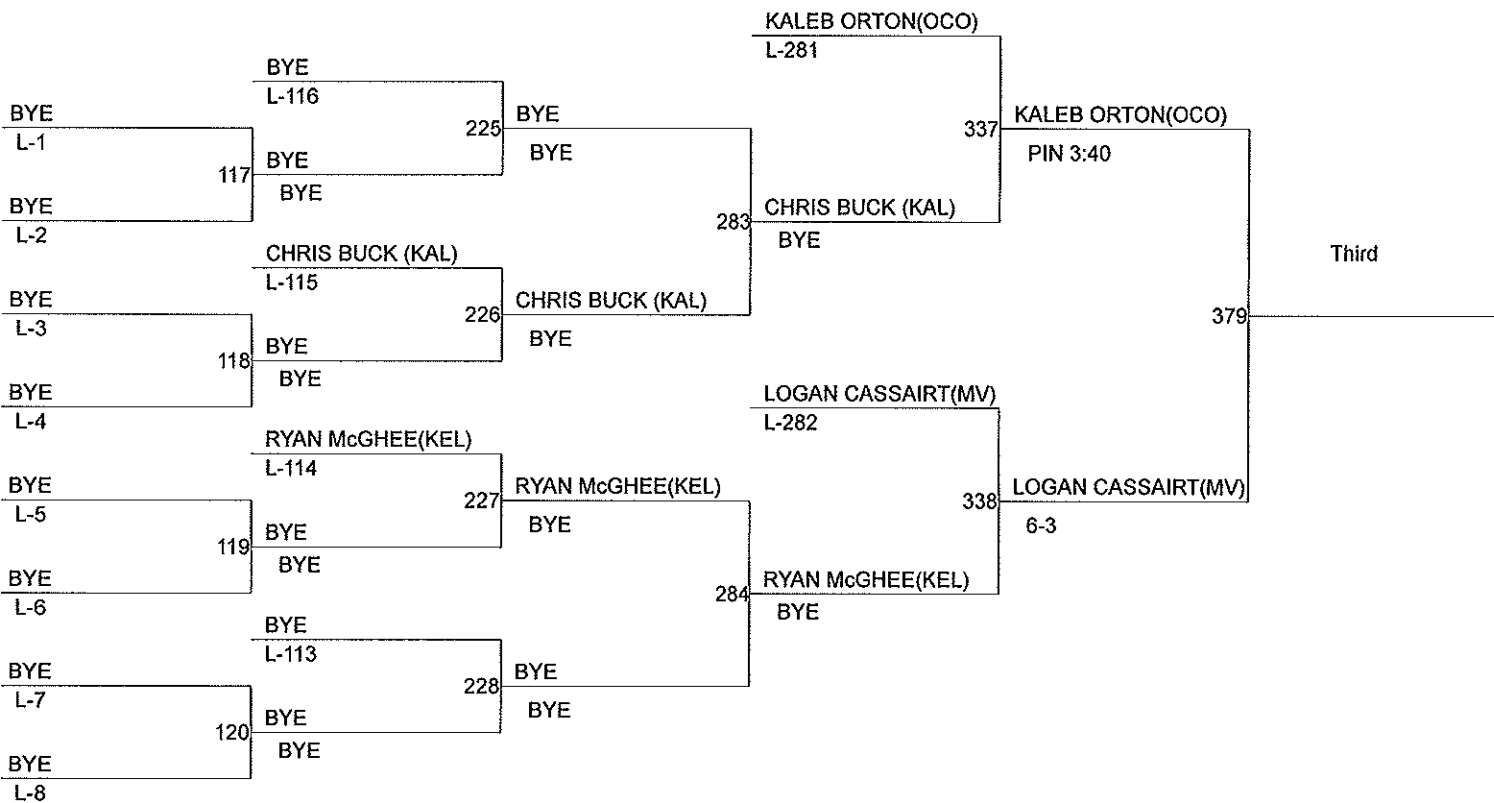 KALEB ORTON(OCO)
L-281
BYE
L-116
BYE
L-1
BYE
225
KALEB ORTON(OCO)
337
BYE
PIN 3:40
BYE
117
BYE
BYE
L-2
CHRIS BUCK (KAL)
283
BYE
CHRIS BUCK (KAL)
L-115
Third
BYE
L-3
CHRIS BUCK (KAL)
226
379
BYE
BYE
118
BYE
BYE
L-4
LOGAN CASSAIRT(MV)
L-282
RYAN McGHEE(KEL)
L-114
BYE
L-5
RYAN McGHEE(KEL)
227
LOGAN CASSAIRT(MV)
338
BYE
6-3
BYE
119
BYE
BYE
L-6
RYAN McGHEE(KEL)
284
BYE
BYE
L-113
BYE
L-7
BYE
228
BYE
BYE
120
BYE
BYE
L-8